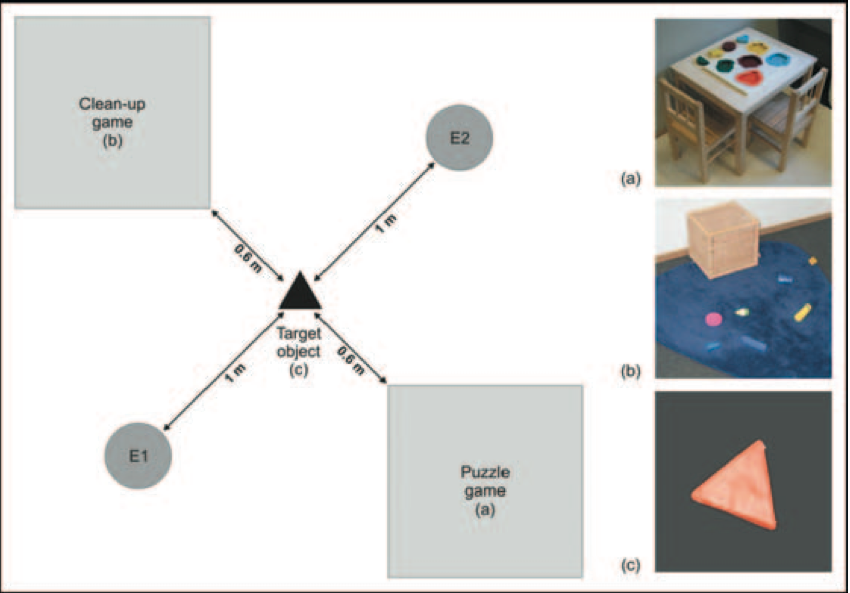 Clean-up
game
(b)
E2
(a)
1 m
0.6 m
Target
object
(c)
0.6 m
1 m
(b)
E1
Puzzle
game
(a)
(c)